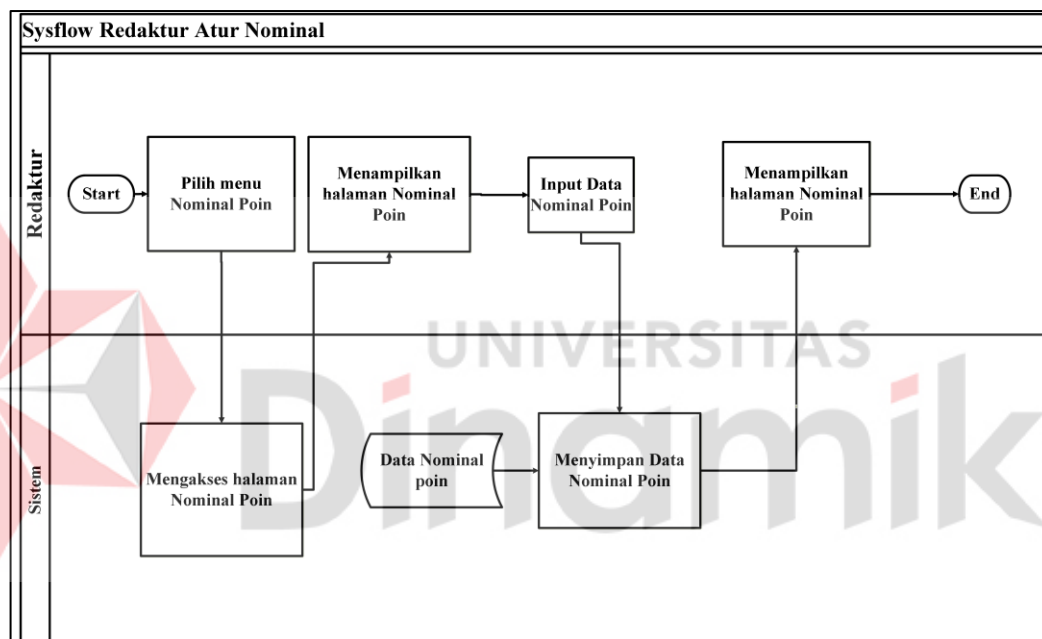 Sysflow Redaktur Atur Nominal
Redaktur
Start
Pilih menu
Nominal Poin
Menampilkan
halaman Nominal
Poin
Input Data
Nominal Poin
Menampilkan
halaman Nominal
Poin
End
UNIVERSITAS
Dinamik
Sistem
Mengakses halaman
Nominal Poin
Data Nominal
poin
Menyimpan Data
Nominal Poin